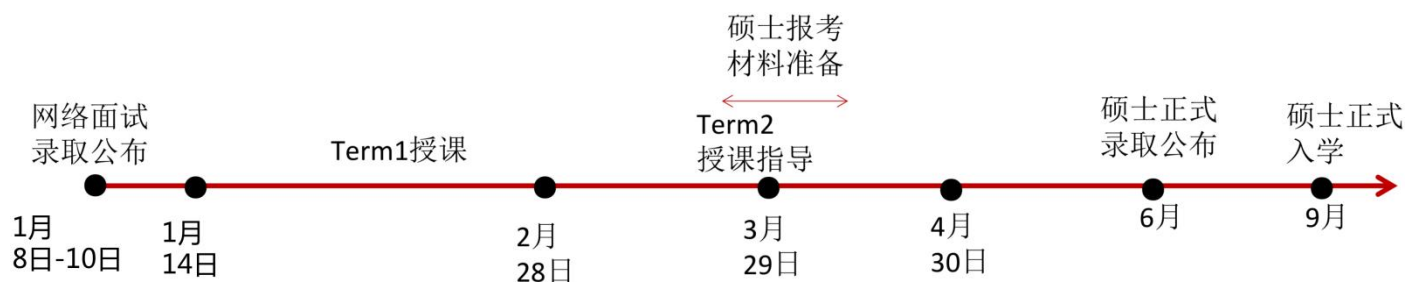 硕士报考
材料准备
网络面试
录取公布
Term1授课
Term2
授课指导
硕士正式
录取公布
硕士正式
入学
1月
8日-10日
1月
14日
2月
28日
3月
29日
4月
30日
6月
9月